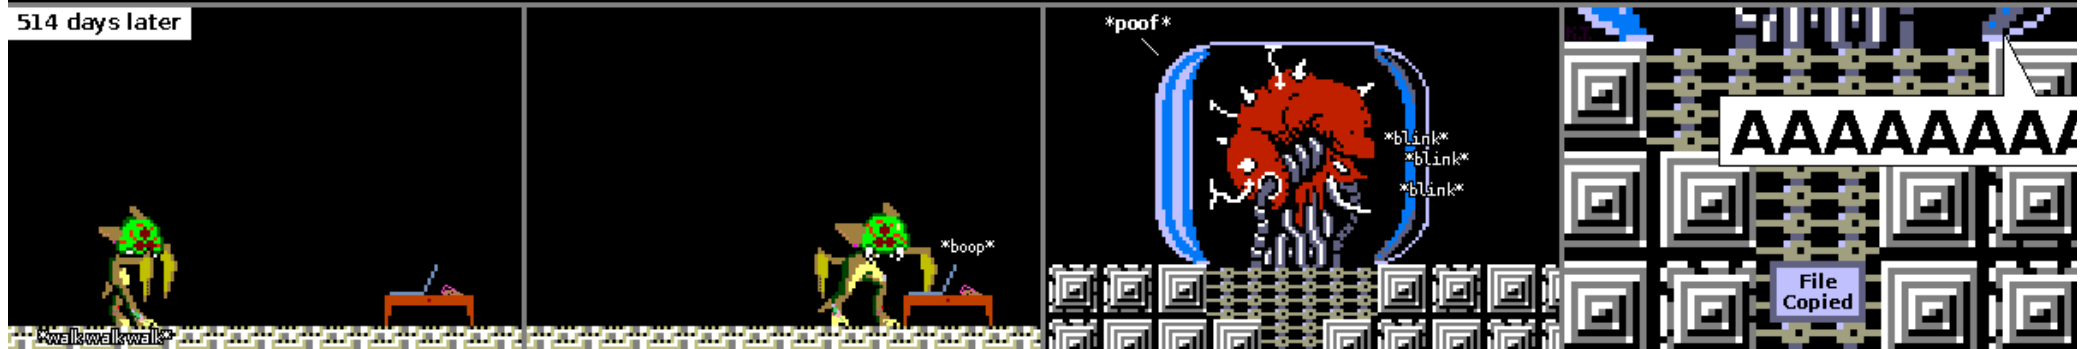 514 days later
*walkwalkwalk*
*boop*
*poof*
*blink*
*blink*
*blink*
AAAAAAAA
File
Copied